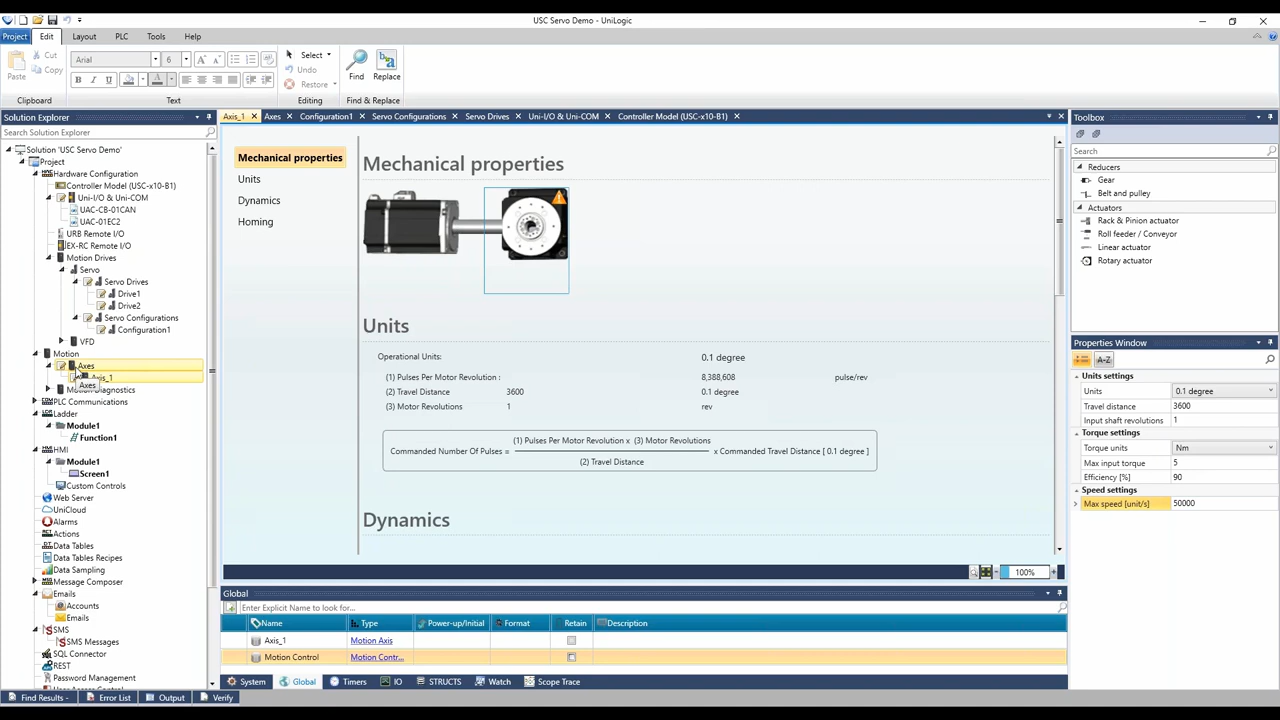 USC Servo Demo - UniLogic
Project Edit Layout PLC Tools Help
Paste Cut Copy Arial 6 Select Undo Restore Find Replace
B I U A
Clipboard Text Editing Find & Replace
Solution Explorer
Search Solution Explorer
Solution 'USC Servo Demo'
Project
Hardware Configuration
Controller Model (USC-x10-B1)
Uni-I/O & Uni-COM
UAC-CB-01CAN
UAC-01EC2
URB Remote I/O
EX-RC Remote I/O
Motion Drives
Servo
Servo Drives
Drive1
Drive2
Servo Configurations
Configuration1
VFD
Motion
Axes
Axis_1
Axes
Motion Diagnostics
PLC Communications
Ladder
Module1
Function1
HMI
Module1
Screen1
Custom Controls
Web Server
UniCloud
Alarms
Actions
Data Tables
Data Tables Recipes
Data Sampling
Message Composer
Emails
Accounts
Emails
SMS
SMS Messages
SQL Connector
REST
Password Management
Find Results - Error List Output Verify
Axis_1 Axes Configuration1 Servo Configurations Servo Drives Uni-I/O & Uni-COM Controller Model (USC-x10-B1)
Mechanical properties
Units
Dynamics
Homing
Mechanical properties
Units
Operational Units: 0.1 degree
(1) Pulses Per Motor Revolution : 8,388,608 pulse/rev
(2) Travel Distance 3600 0.1 degree
(3) Motor Revolutions 1 rev
(1) Pulses Per Motor Revolution x (3) Motor Revolutions
Commanded Number Of Pulses = x Commanded Travel Distance [ 0.1 degree ]
(2) Travel Distance
Dynamics
100%
Global
Enter Explicit Name to look for...
Name Type Power-up/Initial Format Retain Description
Axis_1 Motion Axis
Motion Control Motion Contr...
System Global Timers IO STRUCTS Watch Scope Trace
Toolbox
Search
Reducers
Gear
Belt and pulley
Actuators
Rack & Pinion actuator
Roll feeder / Conveyor
Linear actuator
Rotary actuator
Properties Window
A-Z
Units settings
Units 0.1 degree
Travel distance 3600
Input shaft revolutions 1
Torque settings
Torque units Nm
Max input torque 5
Efficiency [%] 90
Speed settings
Max speed [unit/s] 50000